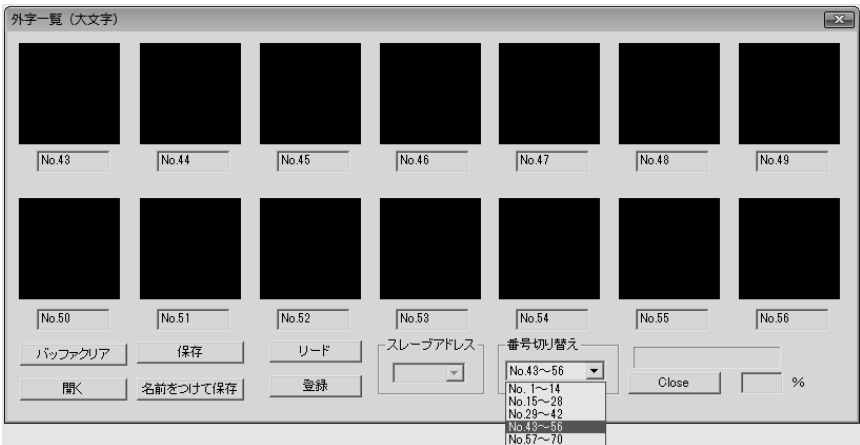 外字一覧（大文字）
No.43
No.44
No.45
No.46
No.47
No.48
No.49
No.50
No.51
No.52
No.53
No.54
No.55
No.56
バッファクリア
保存
リード
スレーブアドレス
番号切り替え
No.43～56
開く
名前をつけて保存
登録
Close
%
No. 1～14
No.15～28
No.29～42
No.43～56
No.57～70